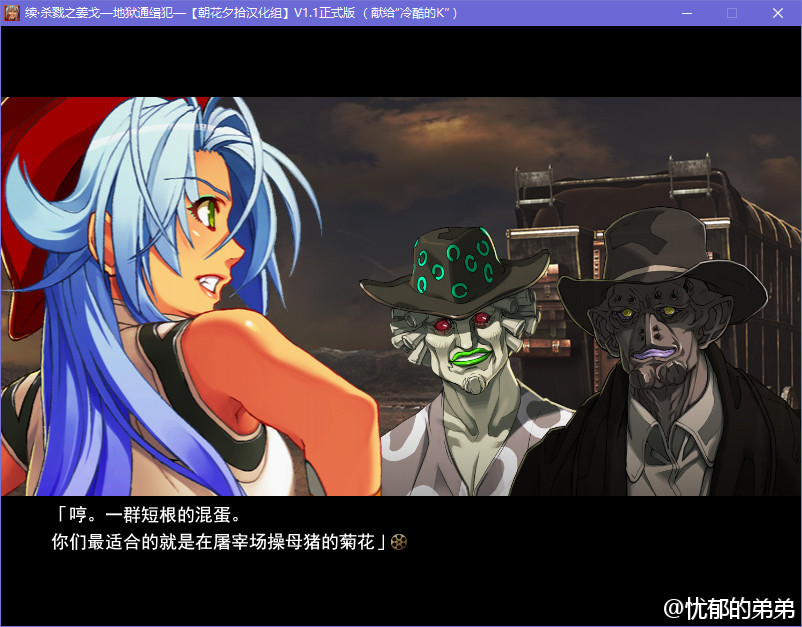 续·杀戮之姜戈—地狱通缉犯—【朝花夕拾汉化组】V1.1正式版 （献给“冷酷的K”）
「哼。一群短根的混蛋。
你们最适合的就是在屠宰场操母猪的菊花」
@忧郁的弟弟